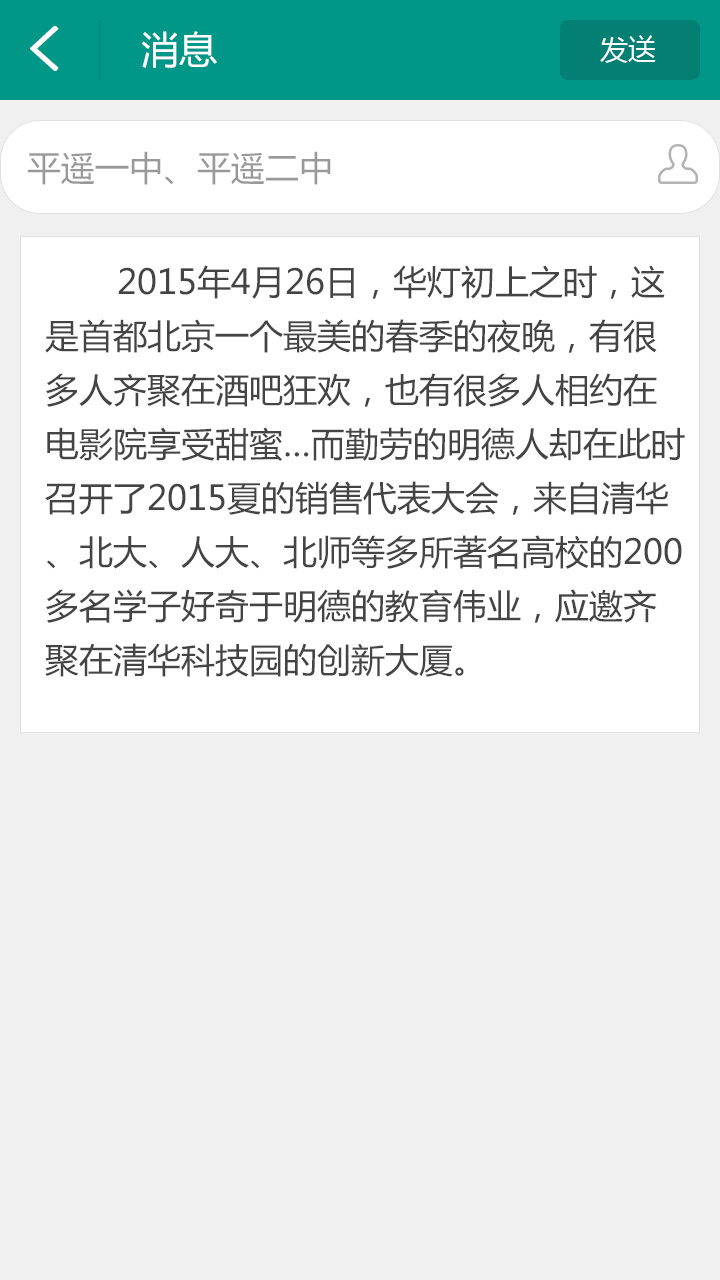 消息
发送
平遥一中、平遥二中
2015年4月26日，华灯初上之时，这
是首都北京一个最美的春季的夜晚，有很
多人齐聚在酒吧狂欢，也有很多人相约在
电影院享受甜蜜...而勤劳的明德人却在此时
召开了2015夏的销售代表大会，来自清华
、北大、人大、北师等多所著名高校的200
多名学子好奇于明德的教育伟业，应邀齐
聚在清华科技园的创新大厦。